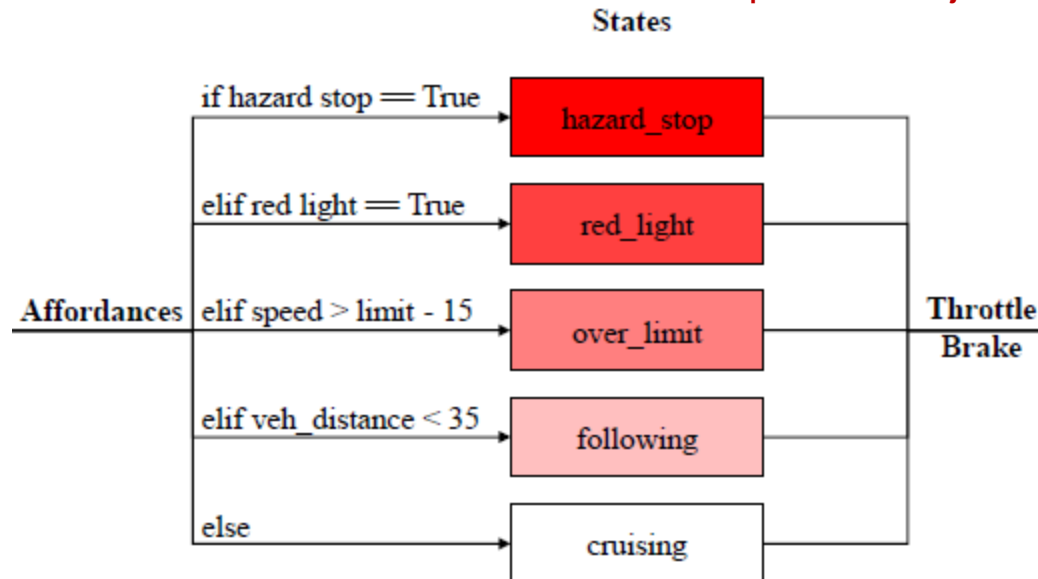 States
if hazard stop == True
hazard_stop
elif red light == True
red_light
Affordances
elif speed > limit - 15
over_limit
Throttle
Brake
elif veh_distance < 35
following
else
cruising